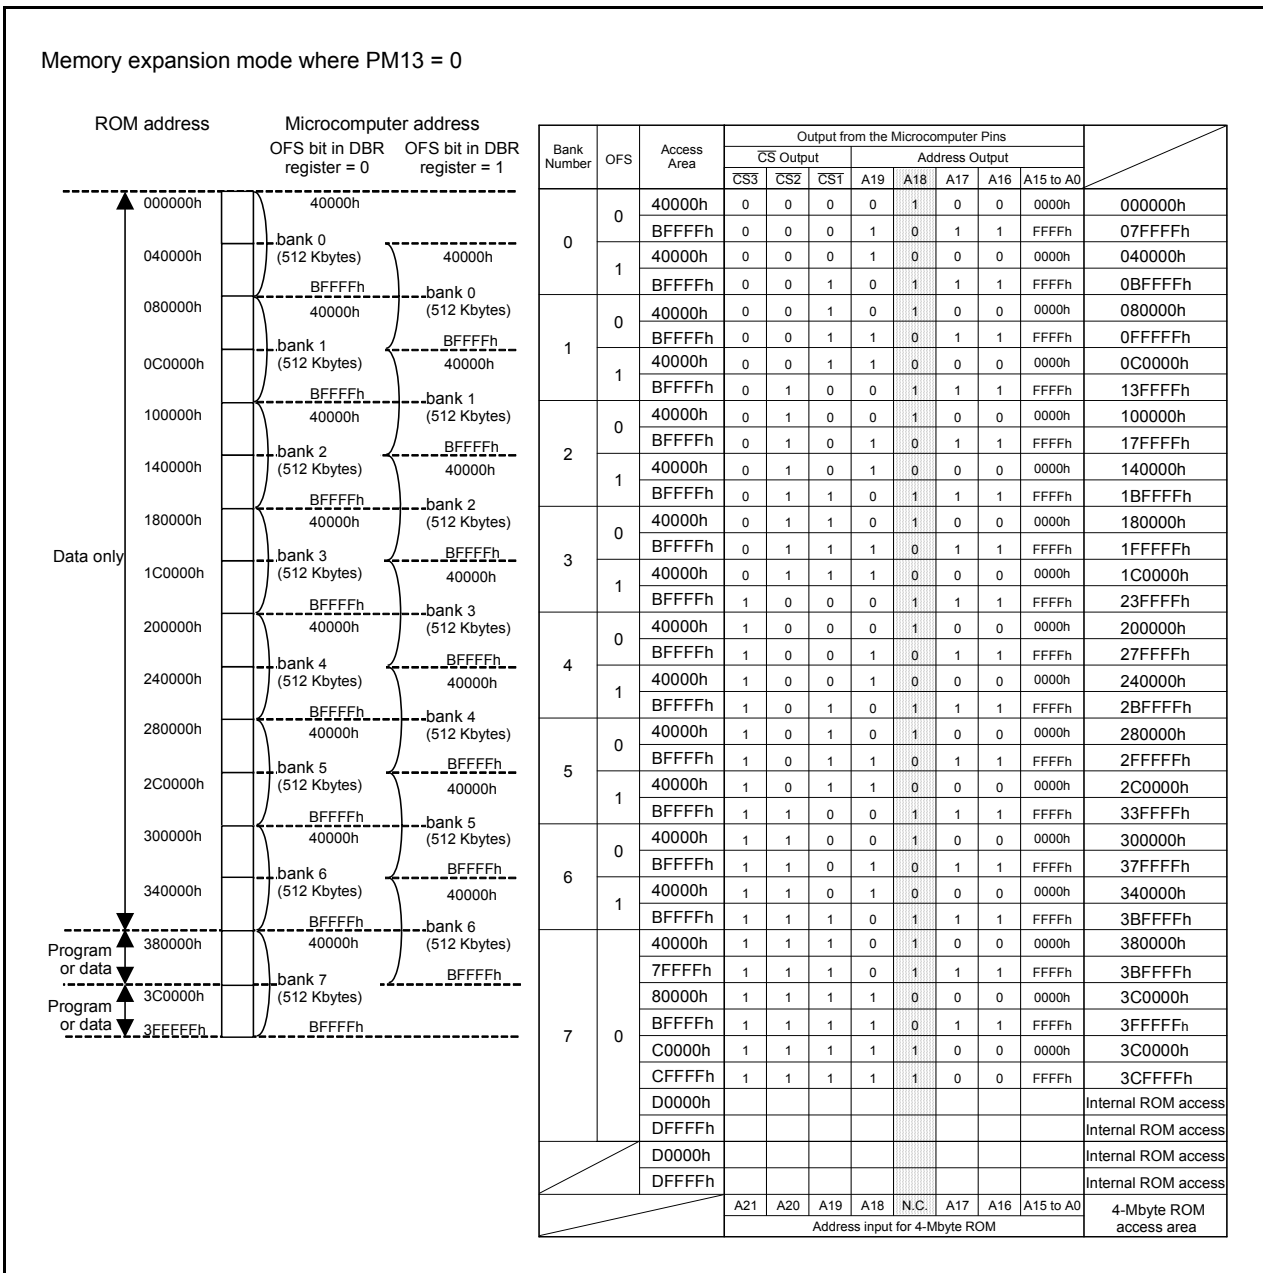 Memory expansion mode where PM13 = 0
ROM address
Microcomputer address
OFS bit in DBR register = 0
OFS bit in DBR register = 1
000000h 40000h
bank 0 (512 Kbytes)
040000h 40000h
BFFFFh
bank 0 (512 Kbytes)
080000h 40000h
bank 1 (512 Kbytes)
BFFFFh
0C0000h 40000h
BFFFFh
bank 1 (512 Kbytes)
100000h 40000h
bank 2 (512 Kbytes)
BFFFFh
140000h 40000h
BFFFFh
bank 2 (512 Kbytes)
180000h 40000h
Data only
bank 3 (512 Kbytes)
BFFFFh
1C0000h 40000h
BFFFFh
bank 3 (512 Kbytes)
200000h 40000h
bank 4 (512 Kbytes)
BFFFFh
240000h 40000h
BFFFFh
bank 4 (512 Kbytes)
280000h 40000h
bank 5 (512 Kbytes)
BFFFFh
2C0000h 40000h
BFFFFh
bank 5 (512 Kbytes)
300000h 40000h
bank 6 (512 Kbytes)
BFFFFh
340000h 40000h
BFFFFh
bank 6 (512 Kbytes)
Program or data
380000h 40000h
BFFFFh
bank 7 (512 Kbytes)
Program or data
3C0000h
3FFFFFh BFFFFh
Bank Number OFS Access Area Output from the Microcomputer Pins
CS Output Address Output
CS3 CS2 CS1 A19 A18 A17 A16 A15 to A0
0 0 40000h 0 0 0 0 1 0 0 0000h 000000h
BFFFFh 0 0 0 1 0 1 1 FFFFh 07FFFFh
1 40000h 0 0 0 1 0 0 0 0000h 040000h
BFFFFh 0 0 1 0 1 1 1 FFFFh 0BFFFFh
1 0 40000h 0 0 1 0 1 0 0 0000h 080000h
BFFFFh 0 0 1 1 0 1 1 FFFFh 0FFFFFh
1 40000h 0 0 1 1 0 0 0 0000h 0C0000h
BFFFFh 0 1 0 0 1 1 1 FFFFh 13FFFFh
2 0 40000h 0 1 0 0 1 0 0 0000h 100000h
BFFFFh 0 1 0 1 0 1 1 FFFFh 17FFFFh
1 40000h 0 1 0 1 0 0 0 0000h 140000h
BFFFFh 0 1 1 0 1 1 1 FFFFh 1BFFFFh
3 0 40000h 0 1 1 0 1 0 0 0000h 180000h
BFFFFh 0 1 1 1 0 1 1 FFFFh 1FFFFFh
1 40000h 0 1 1 1 0 0 0 0000h 1C0000h
BFFFFh 1 0 0 0 1 1 1 FFFFh 23FFFFh
4 0 40000h 1 0 0 0 1 0 0 0000h 200000h
BFFFFh 1 0 0 1 0 1 1 FFFFh 27FFFFh
1 40000h 1 0 0 1 0 0 0 0000h 240000h
BFFFFh 1 0 1 0 1 1 1 FFFFh 2BFFFFh
5 0 40000h 1 0 1 0 1 0 0 0000h 280000h
BFFFFh 1 0 1 1 0 1 1 FFFFh 2FFFFFh
1 40000h 1 0 1 1 0 0 0 0000h 2C0000h
BFFFFh 1 1 0 0 1 1 1 FFFFh 33FFFFh
6 0 40000h 1 1 0 0 1 0 0 0000h 300000h
BFFFFh 1 1 0 1 0 1 1 FFFFh 37FFFFh
1 40000h 1 1 0 1 0 0 0 0000h 340000h
BFFFFh 1 1 1 0 1 1 1 FFFFh 3BFFFFh
7 0 40000h 1 1 1 0 1 0 0 0000h 380000h
7FFFFh 1 1 1 0 1 1 1 FFFFh 3BFFFFh
80000h 1 1 1 1 0 0 0 0000h 3C0000h
BFFFFh 1 1 1 1 0 1 1 FFFFh 3FFFFFh
C0000h 1 1 1 1 1 0 0 0000h 3C0000h
CFFFFh 1 1 1 1 1 0 0 FFFFh 3CFFFFh
D0000h Internal ROM access
DFFFFh Internal ROM access
D0000h Internal ROM access
DFFFFh Internal ROM access
A21 A20 A19 A18 N.C. A17 A16 A15 to A0 4-Mbyte ROM access area
Address input for 4-Mbyte ROM